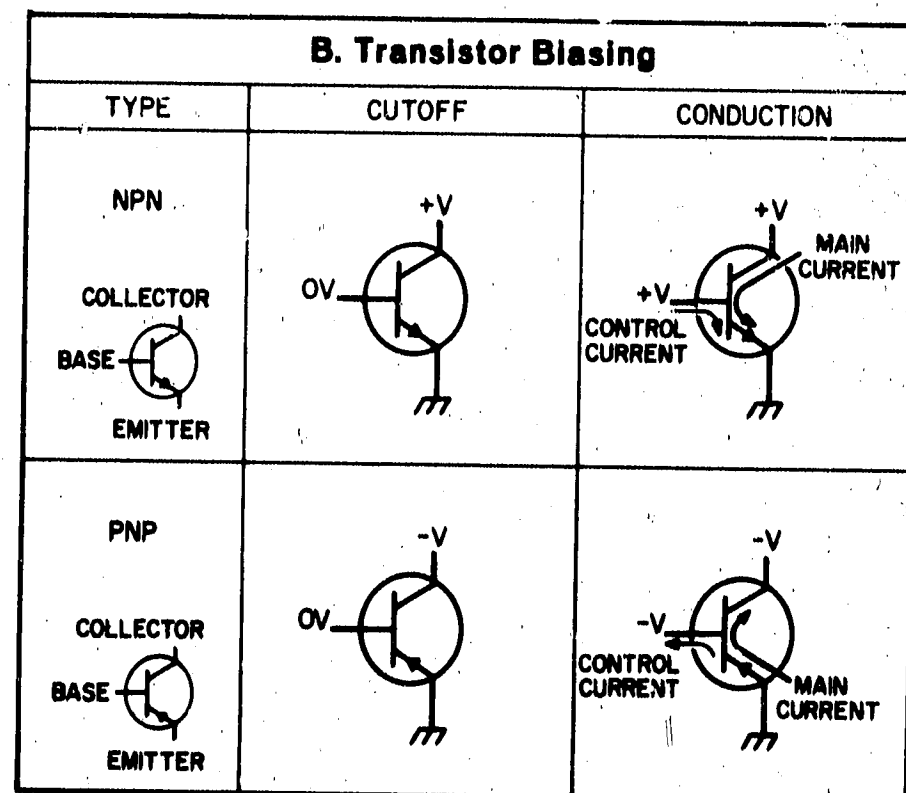 B. Transistor Biasing
TYPE
CUTOFF
CONDUCTION
NPN
COLLECTOR
BASE
EMITTER
+V
0V
+V
MAIN
CURRENT
+V
CONTROL
CURRENT
PNP
COLLECTOR
BASE
EMITTER
-V
0V
-V
-V
CONTROL
CURRENT
MAIN
CURRENT